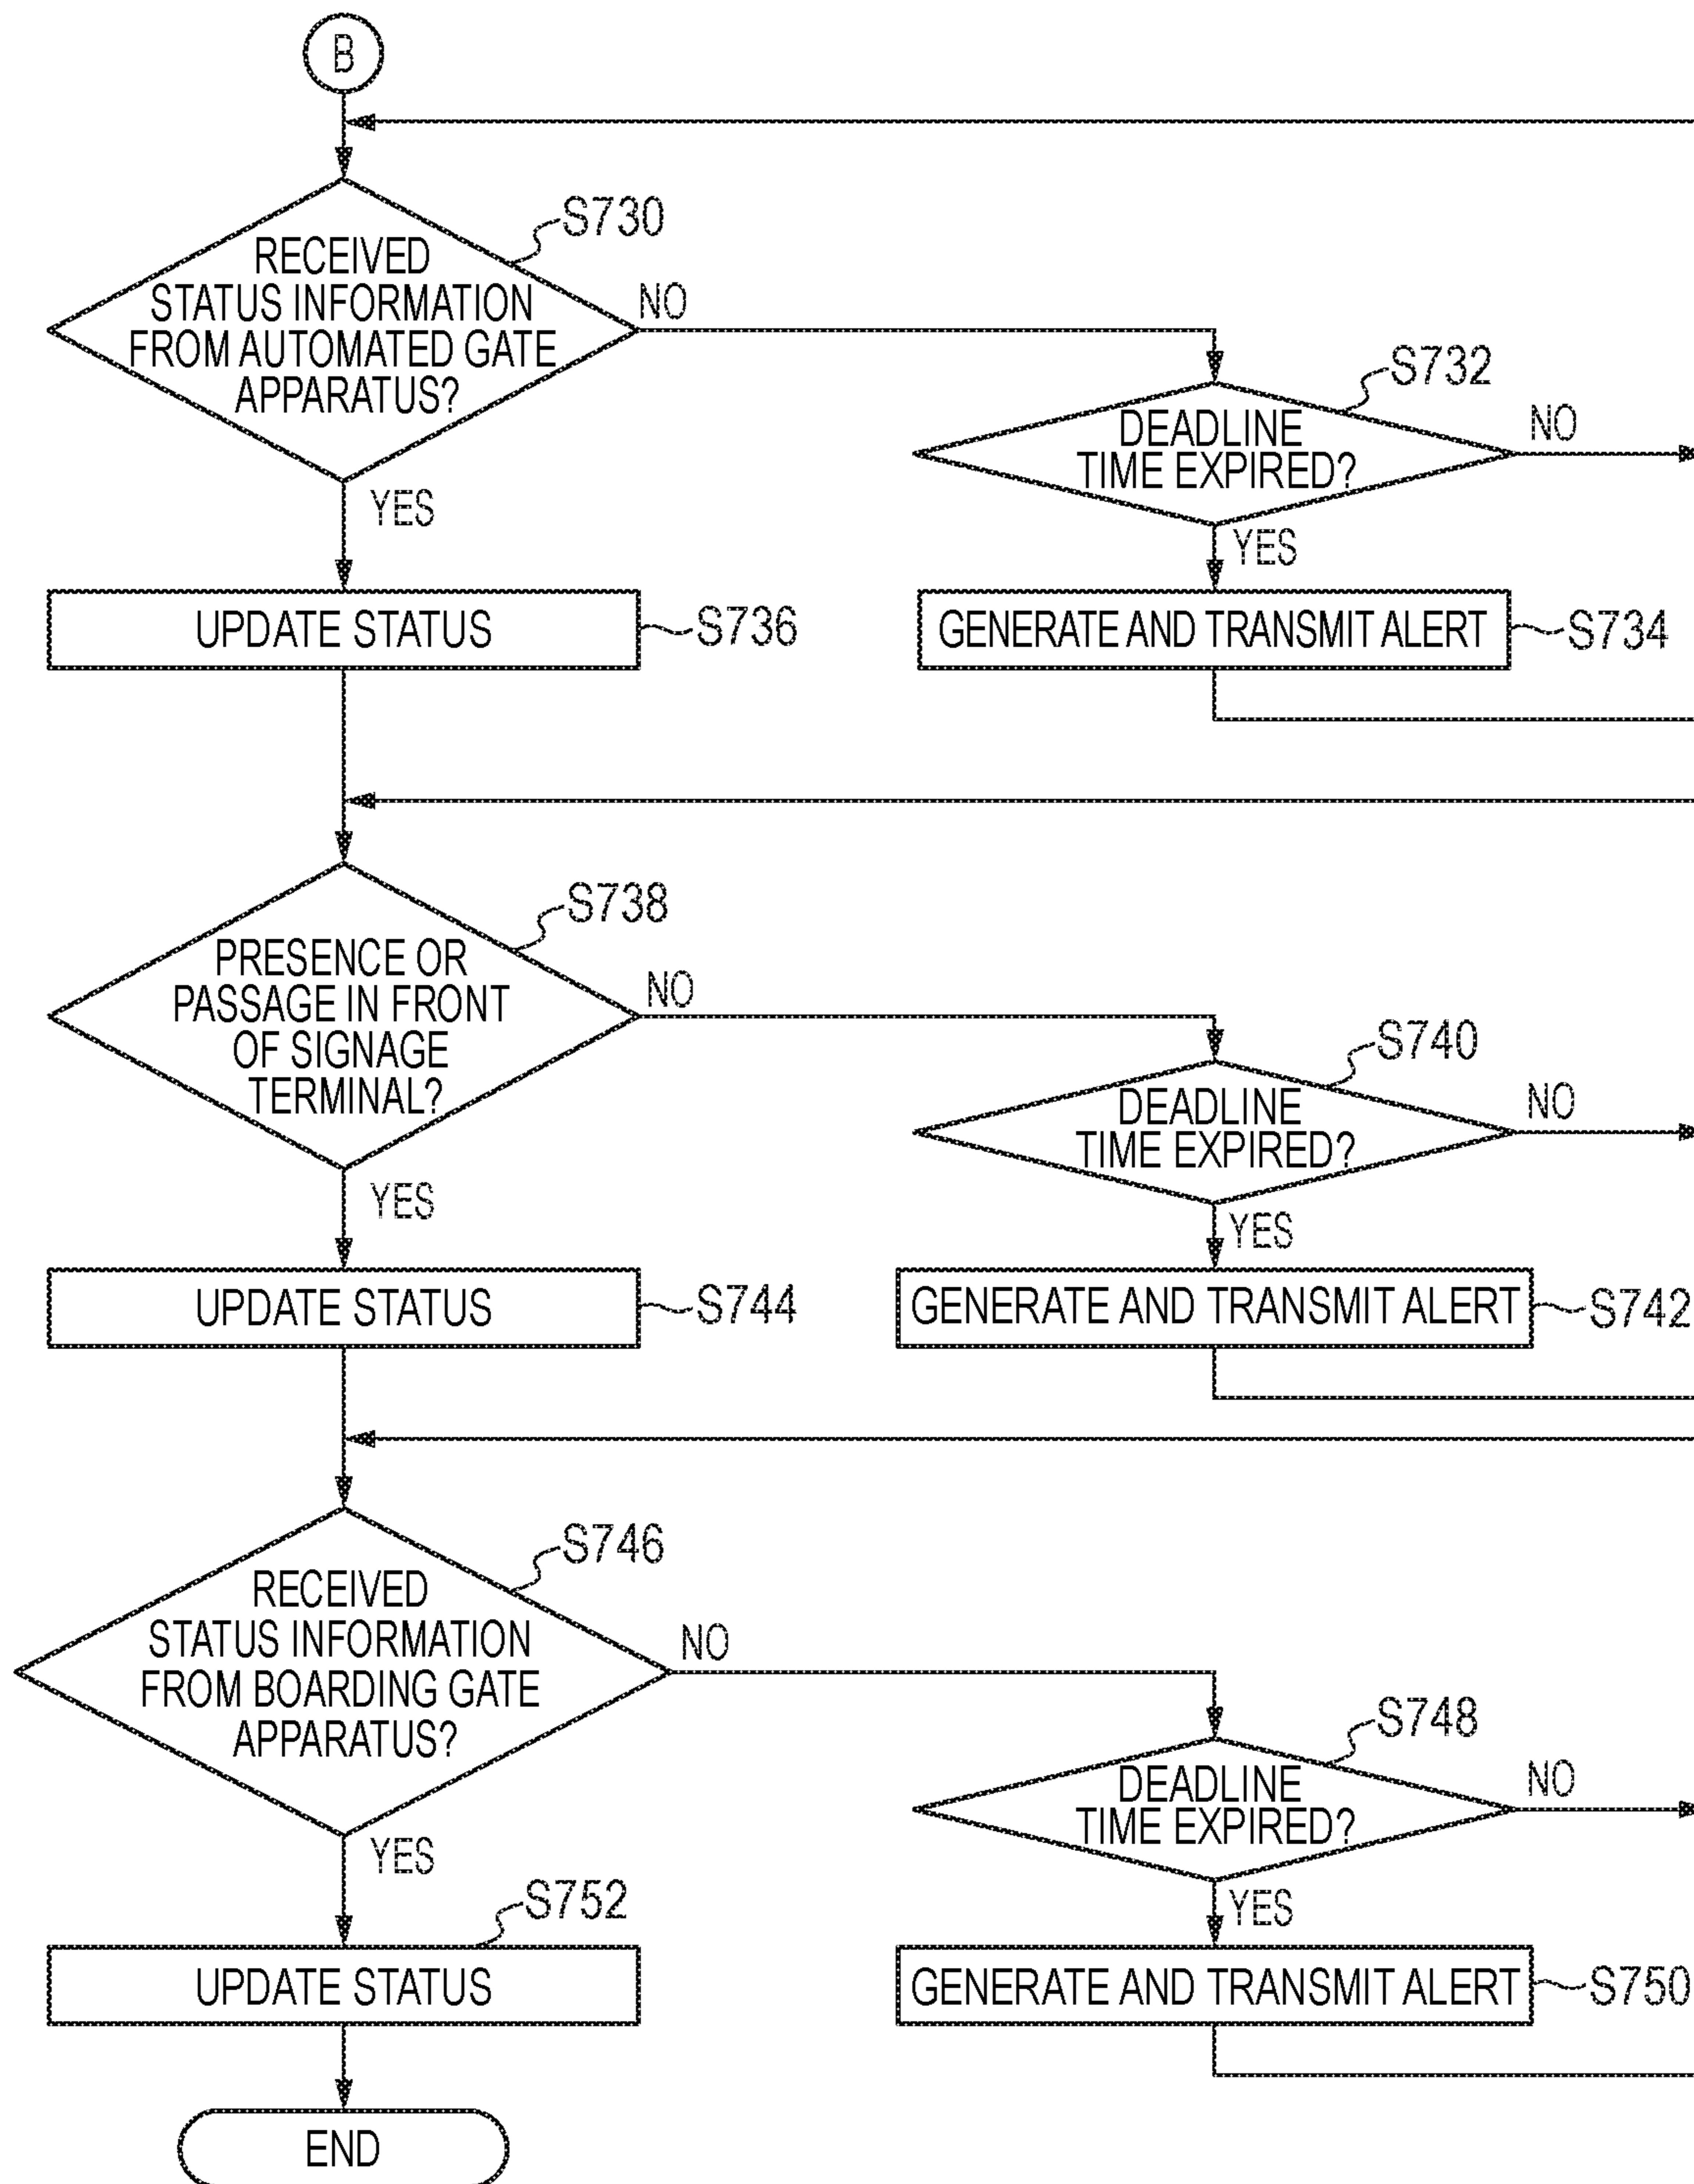 B
S730
RECEIVED
STATUS INFORMATION
FROM AUTOMATED GATE
APPARATUS?
NO
YES
S732
DEADLINE
TIME EXPIRED?
NO
YES
UPDATE STATUS
S736
GENERATE AND TRANSMIT ALERT
S734
S738
PRESENCE OR
PASSAGE IN FRONT
OF SIGNAGE
TERMINAL?
NO
YES
S740
DEADLINE
TIME EXPIRED?
NO
YES
UPDATE STATUS
S744
GENERATE AND TRANSMIT ALERT
S742
S746
RECEIVED
STATUS INFORMATION
FROM BOARDING GATE
APPARATUS?
NO
YES
S748
DEADLINE
TIME EXPIRED?
NO
YES
S752
UPDATE STATUS
GENERATE AND TRANSMIT ALERT
S750
END